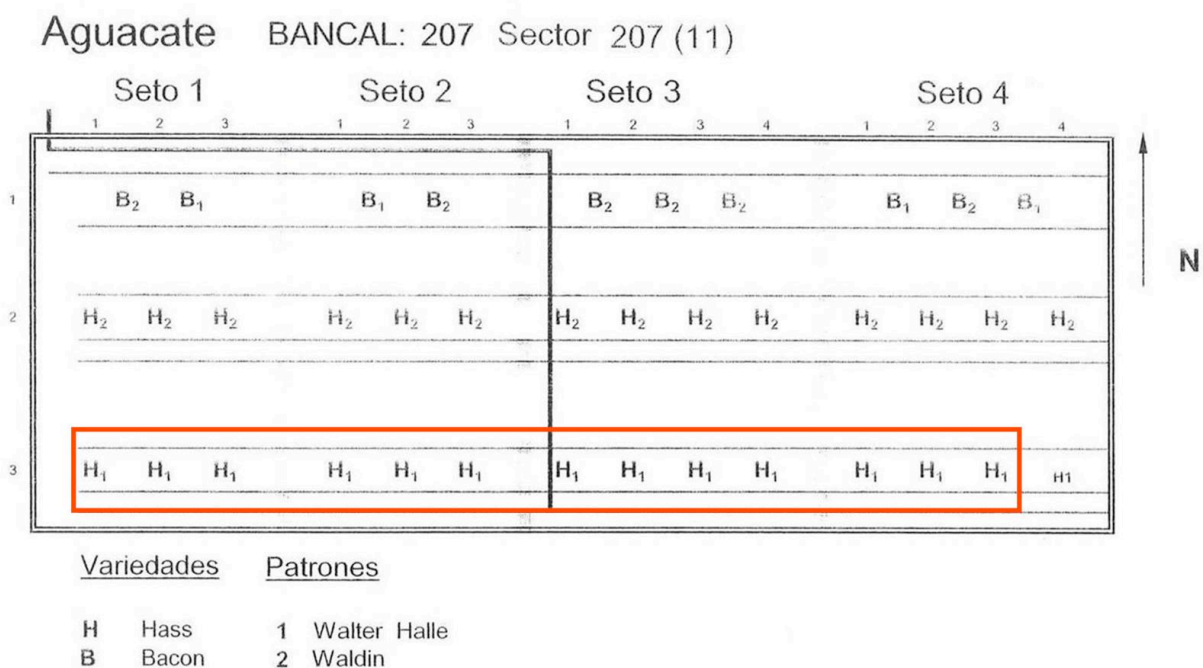 Aguacate BANCAL: 207 Sector 207 (11)
Seto 1 Seto 2 Seto 3 Seto 4
1 2 3 1 2 3 1 2 3 4 1 2 3 4
1 B₂ B₁ B₁ B₂ B₂ B₂ B₂ B₁ B₂ B₁
N
2 H₂ H₂ H₂ H₂ H₂ H₂ H₂ H₂ H₂ H₂ H₂ H₂ H₂ H₂
3 H₁ H₁ H₁ H₁ H₁ H₁ H₁ H₁ H₁ H₁ H₁ H₁ H₁ H1
Variedades Patrones
H Hass 1 Walter Halle
B Bacon 2 Waldin